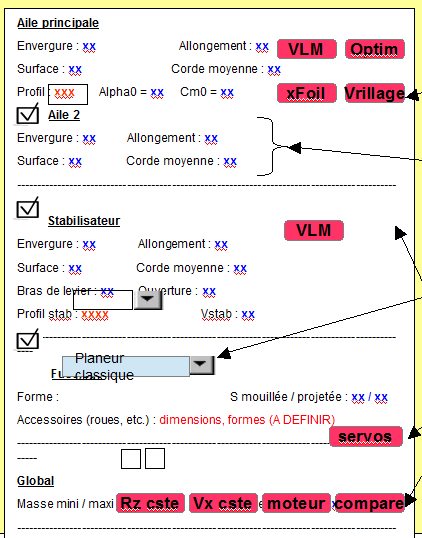 Aile principale
Envergure : xx Allongement : xx VLM Optim
Surface : xx Corde moyenne : xx
Profil : xxx Alpha0 = xx Cm0 = xx xFoil Vrillage
Aile 2
Envergure : xx Allongement : xx
Surface : xx Corde moyenne : xx
Stabilisateur
VLM
Envergure : xx Allongement : xx
Surface : xx Corde moyenne : xx
Bras de levier : xx Ouverture : xx
Profil stab : xxxx Vstab : xx
Planeur
classique
Forme : S mouillée / projetée : xx / xx
Accessoires (roues, etc.) : dimensions, formes (A DEFINIR)
servos
Global
Masse mini / maxi Rz cste Vx cste moteur compare